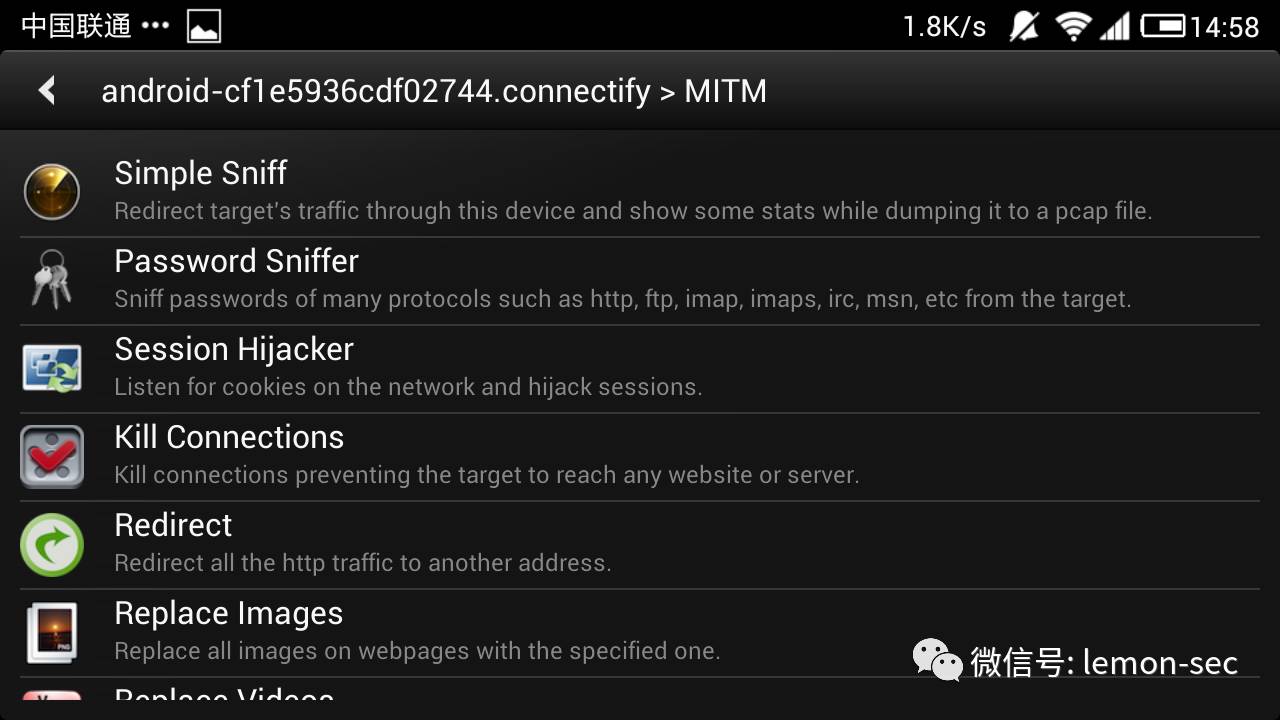 中国联通 ••• 1.8K/s 14:58
android-cf1e5936cdf02744.connectify > MITM
Simple Sniff
Redirect target's traffic through this device and show some stats while dumping it to a pcap file.
Password Sniffer
Sniff passwords of many protocols such as http, ftp, imap, imaps, irc, msn, etc from the target.
Session Hijacker
Listen for cookies on the network and hijack sessions.
Kill Connections
Kill connections preventing the target to reach any website or server.
Redirect
Redirect all the http traffic to another address.
Replace Images
PNG
Replace all images on webpages with the specified one.
微信号: lemon-sec
Replace Videos